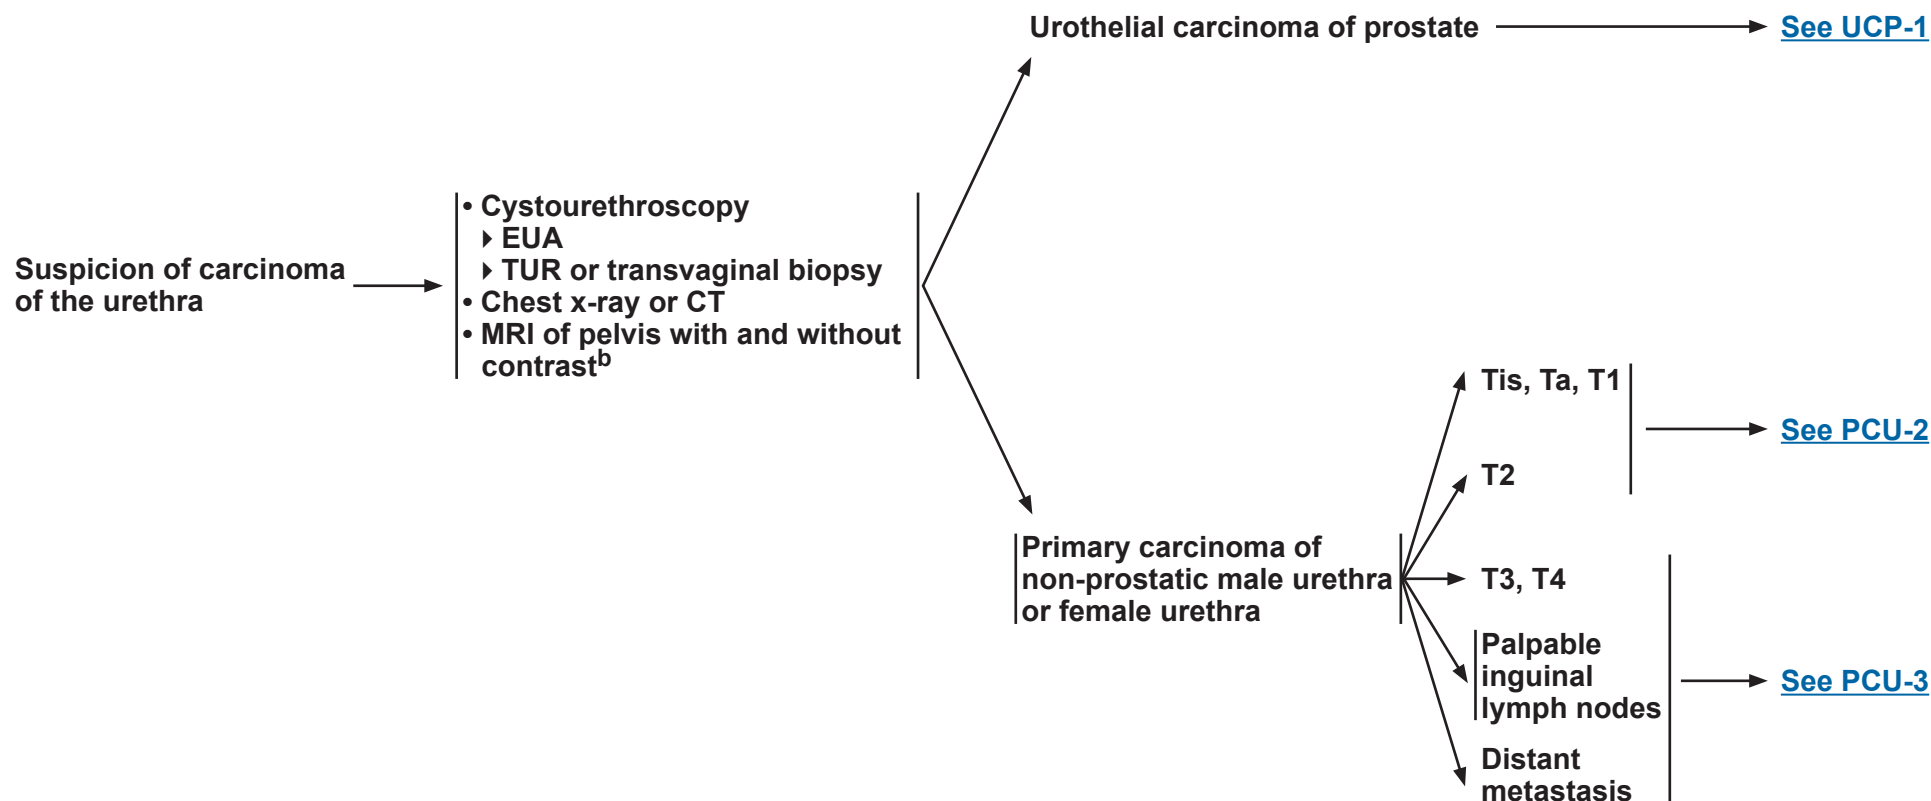 Urothelial carcinoma of prostate
See UCP-1
Suspicion of carcinoma
of the urethra
• Cystourethroscopy
▸ EUA
▸ TUR or transvaginal biopsy
• Chest x-ray or CT
• MRI of pelvis with and without
contrastb
Primary carcinoma of
non-prostatic male urethra
or female urethra
Tis, Ta, T1
T2
See PCU-2
T3, T4
Palpable
inguinal
lymph nodes
Distant
metastasis
See PCU-3